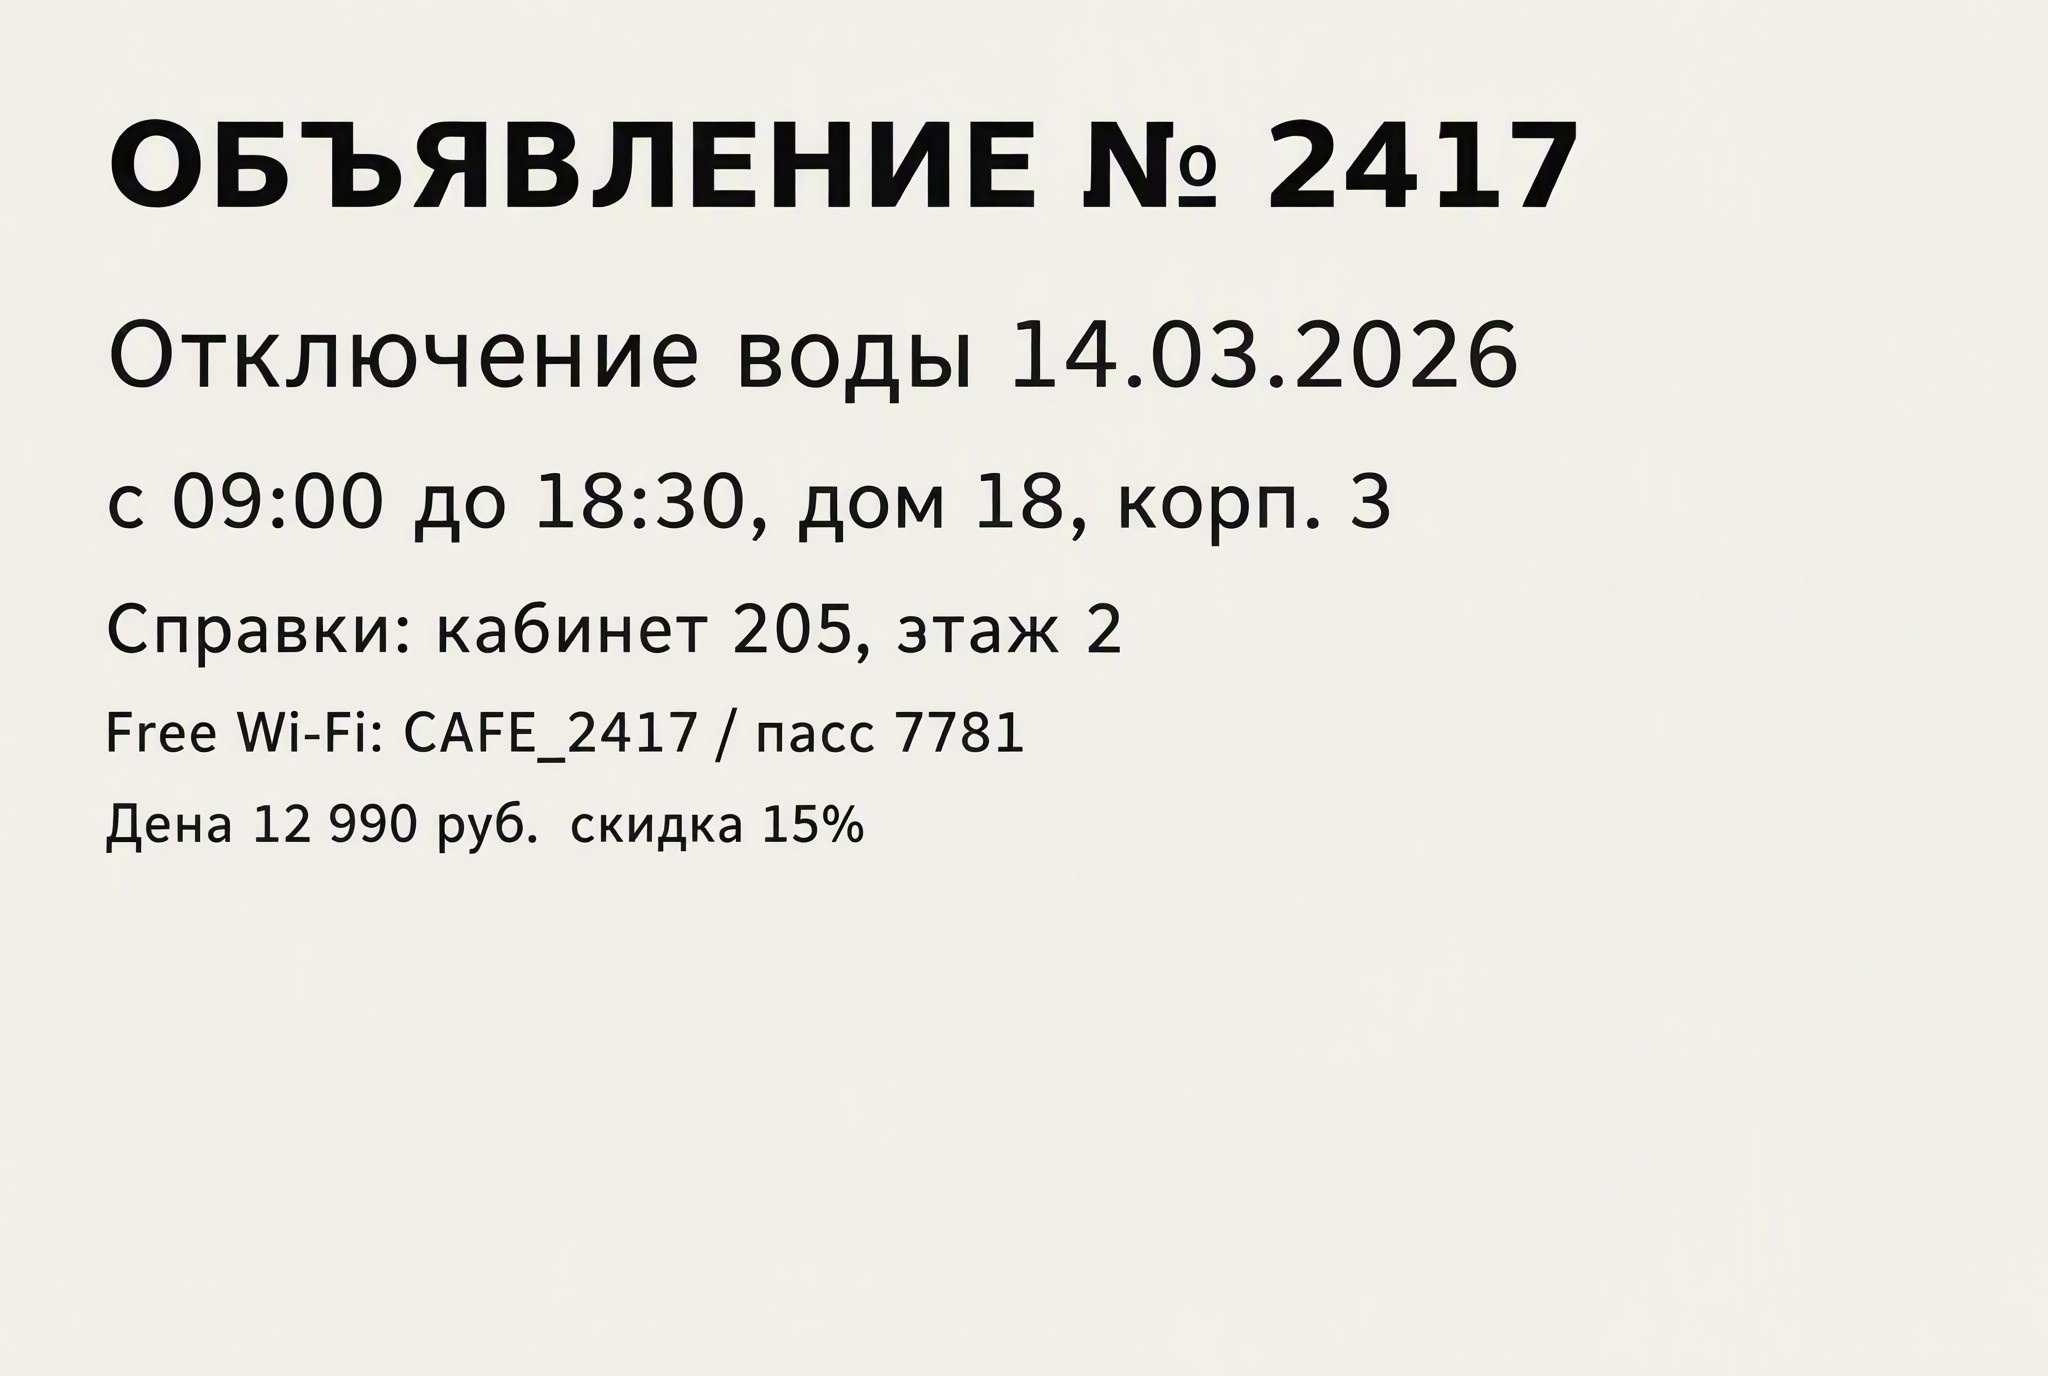 ОБЪЯВЛЕНИЕ № 2417
Отключение воды 14.03.2026
с 09:00 до 18:30, дом 18, корп. 3
Справки: кабинет 205, зтаж 2
Free Wi-Fi: CAFE_2417 / пасс 7781
Дена 12 990 руб. скидка 15%